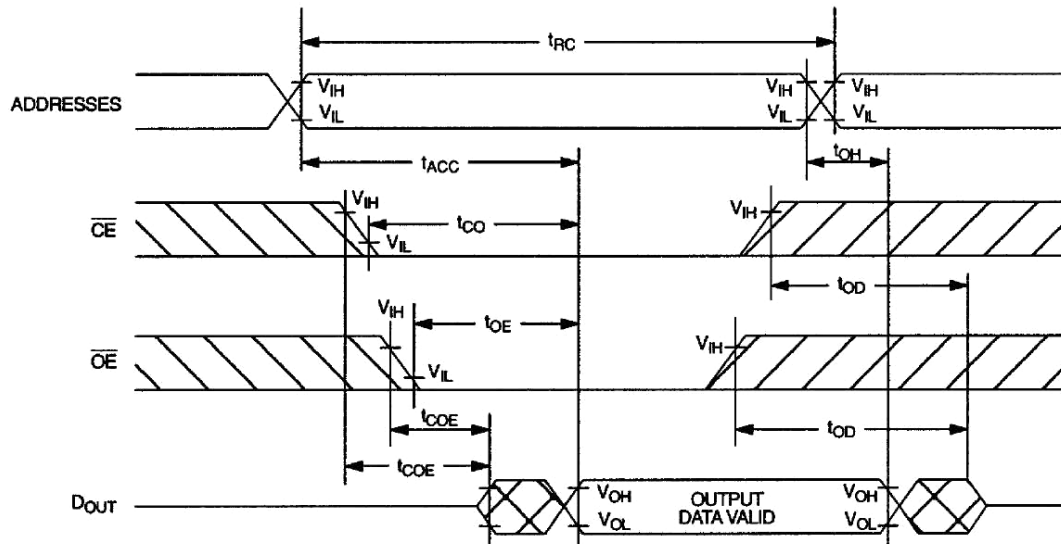 tRC
ADDRESSES
VIH
VIL
VIH
VIL
VIH
VIL
tACC
tOH
CE
VIH
tCO
VIL
VIH
tOD
OE
VIH
tOE
VIL
VIH
tCOE
tOD
tCOE
DOUT
VOH
VOL
OUTPUT
DATA VALID
VOH
VOL